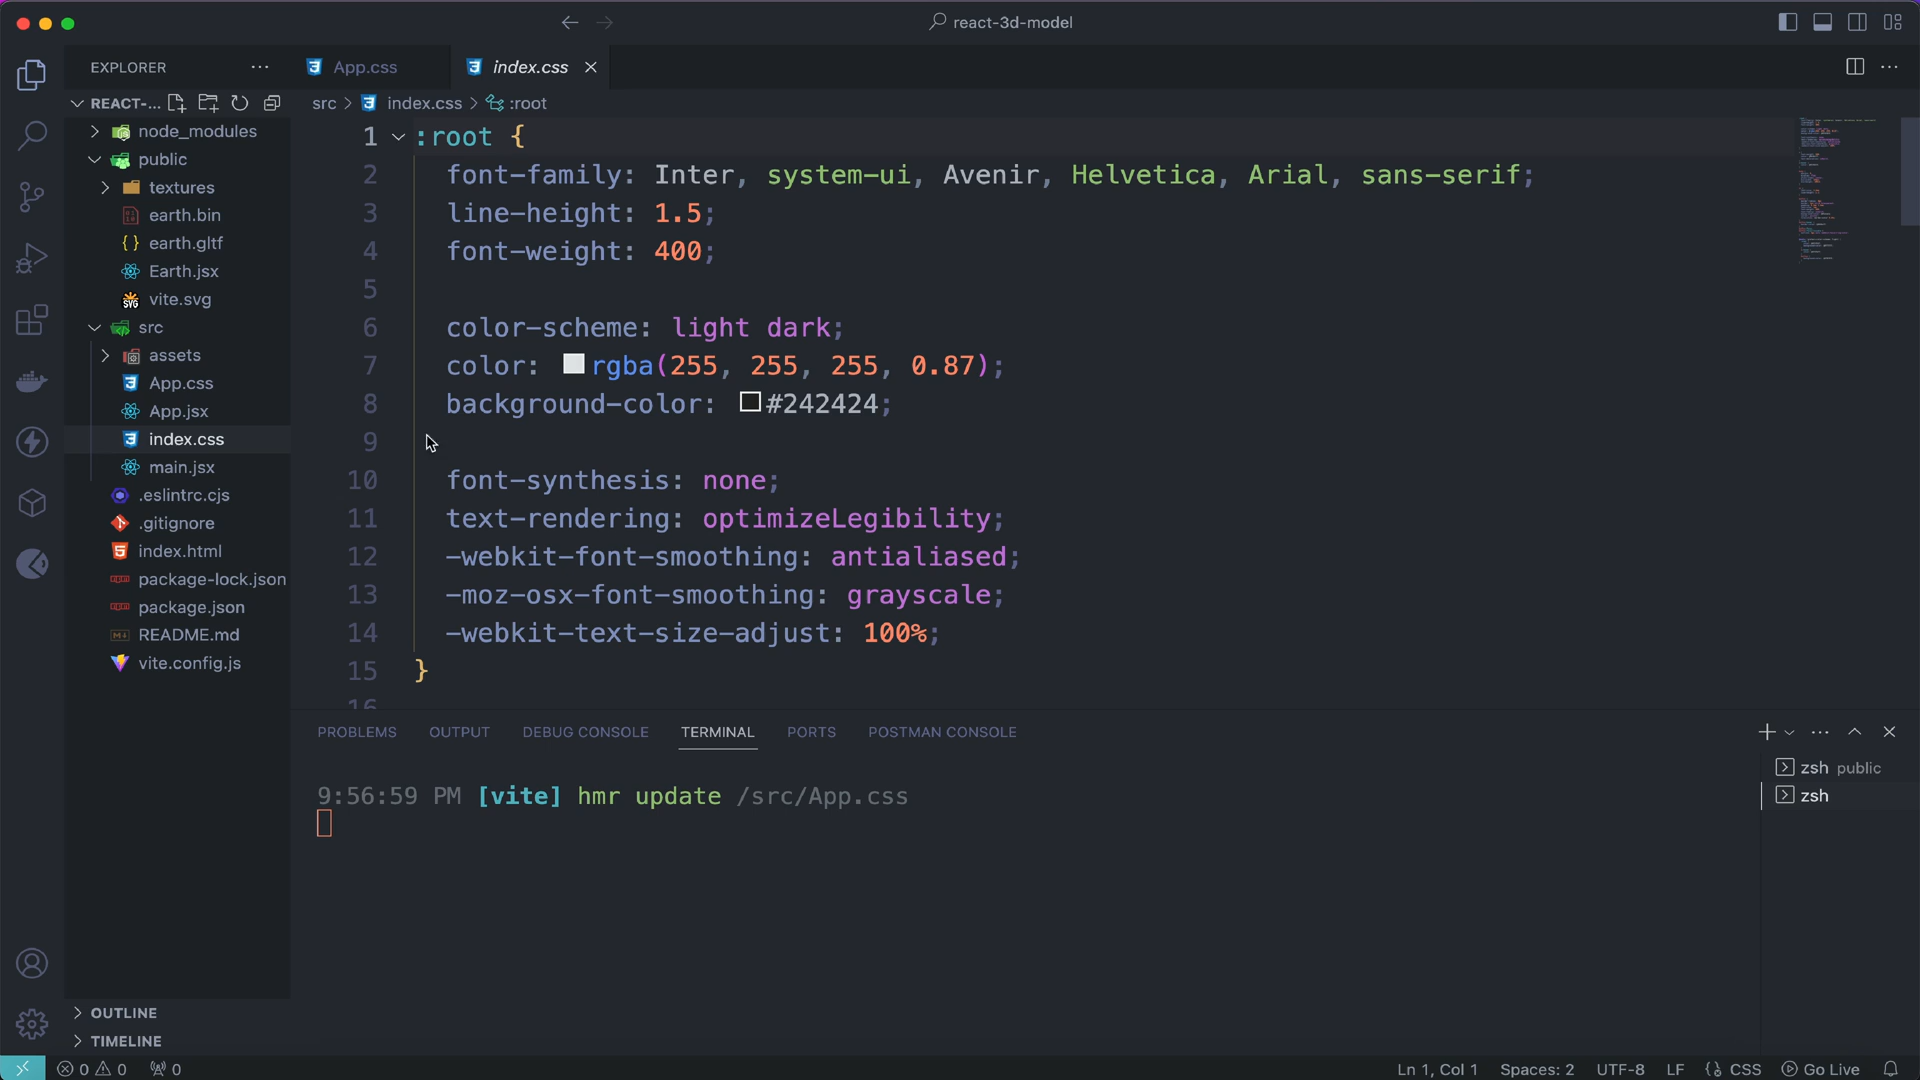 react-3d-model
EXPLORER
App.css
index.css
REACT-...
src > index.css > :root
node_modules
public
textures
earth.bin
earth.gltf
Earth.jsx
vite.svg
src
assets
App.css
App.jsx
index.css
main.jsx
.eslintrc.cjs
.gitignore
index.html
package-lock.json
package.json
README.md
vite.config.js
OUTLINE
TIMELINE
1 :root {
2 font-family: Inter, system-ui, Avenir, Helvetica, Arial, sans-serif;
3 line-height: 1.5;
4 font-weight: 400;
5
6 color-scheme: light dark;
7 color: rgba(255, 255, 255, 0.87);
8 background-color: #242424;
9
10 font-synthesis: none;
11 text-rendering: optimizeLegibility;
12 -webkit-font-smoothing: antialiased;
13 -moz-osx-font-smoothing: grayscale;
14 -webkit-text-size-adjust: 100%;
15 }
16
PROBLEMS OUTPUT DEBUG CONSOLE TERMINAL PORTS POSTMAN CONSOLE
9:56:59 PM [vite] hmr update /src/App.css
zsh public
zsh
0 0 0
Ln 1, Col 1 Spaces: 2 UTF-8 LF CSS Go Live